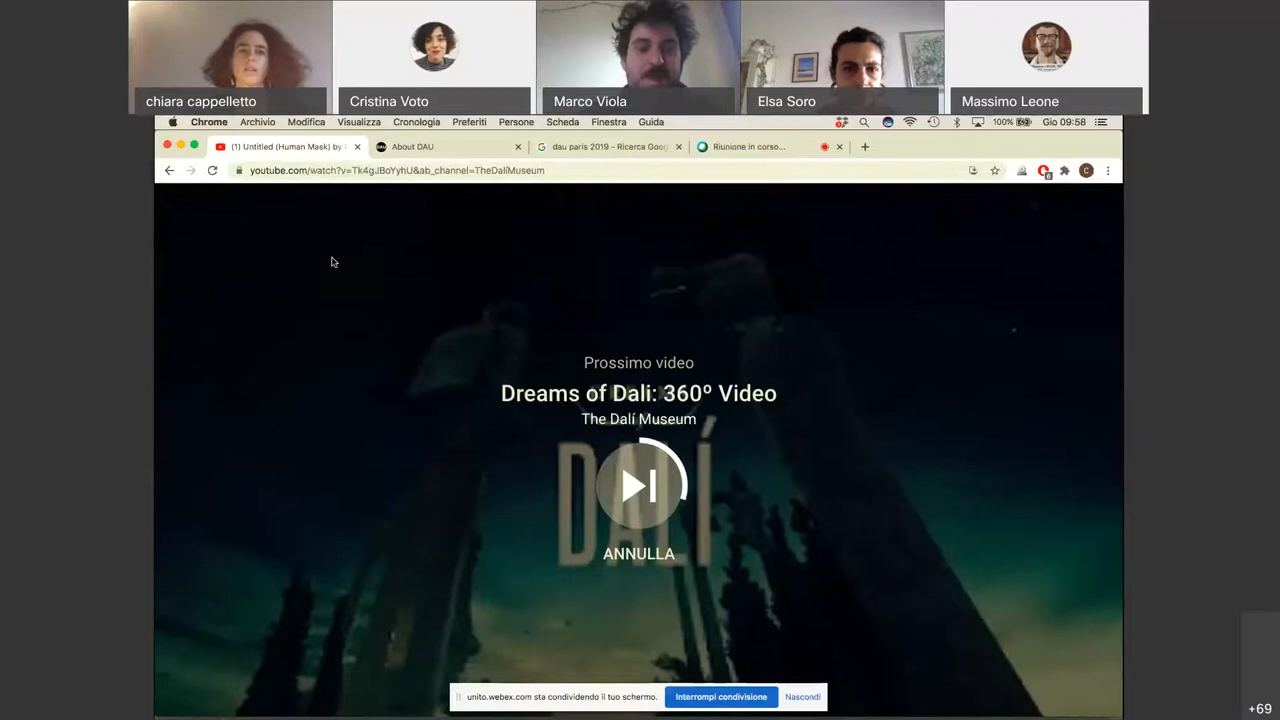 chiara cappelletto
Cristina Voto
Marco Viola
Elsa Soro
Massimo Leone
Chrome Archivio Modifica Visualizza Cronologia Preferiti Persone Scheda Finestra Guida 100% Gio 09:58
(1) Untitled (Human Mask) by About DAU dau paris 2019 - Ricerca Goog Riunione in corso...
youtube.com/watch?v=Tk4gJBoYyhU&ab_channel=TheDalíMuseum
Prossimo video
Dreams of Dali: 360º Video
The Dalí Museum
DALÍ
ANNULLA
unito.webex.com sta condividendo il tuo schermo. Interrompi condivisione Nascondi
+69